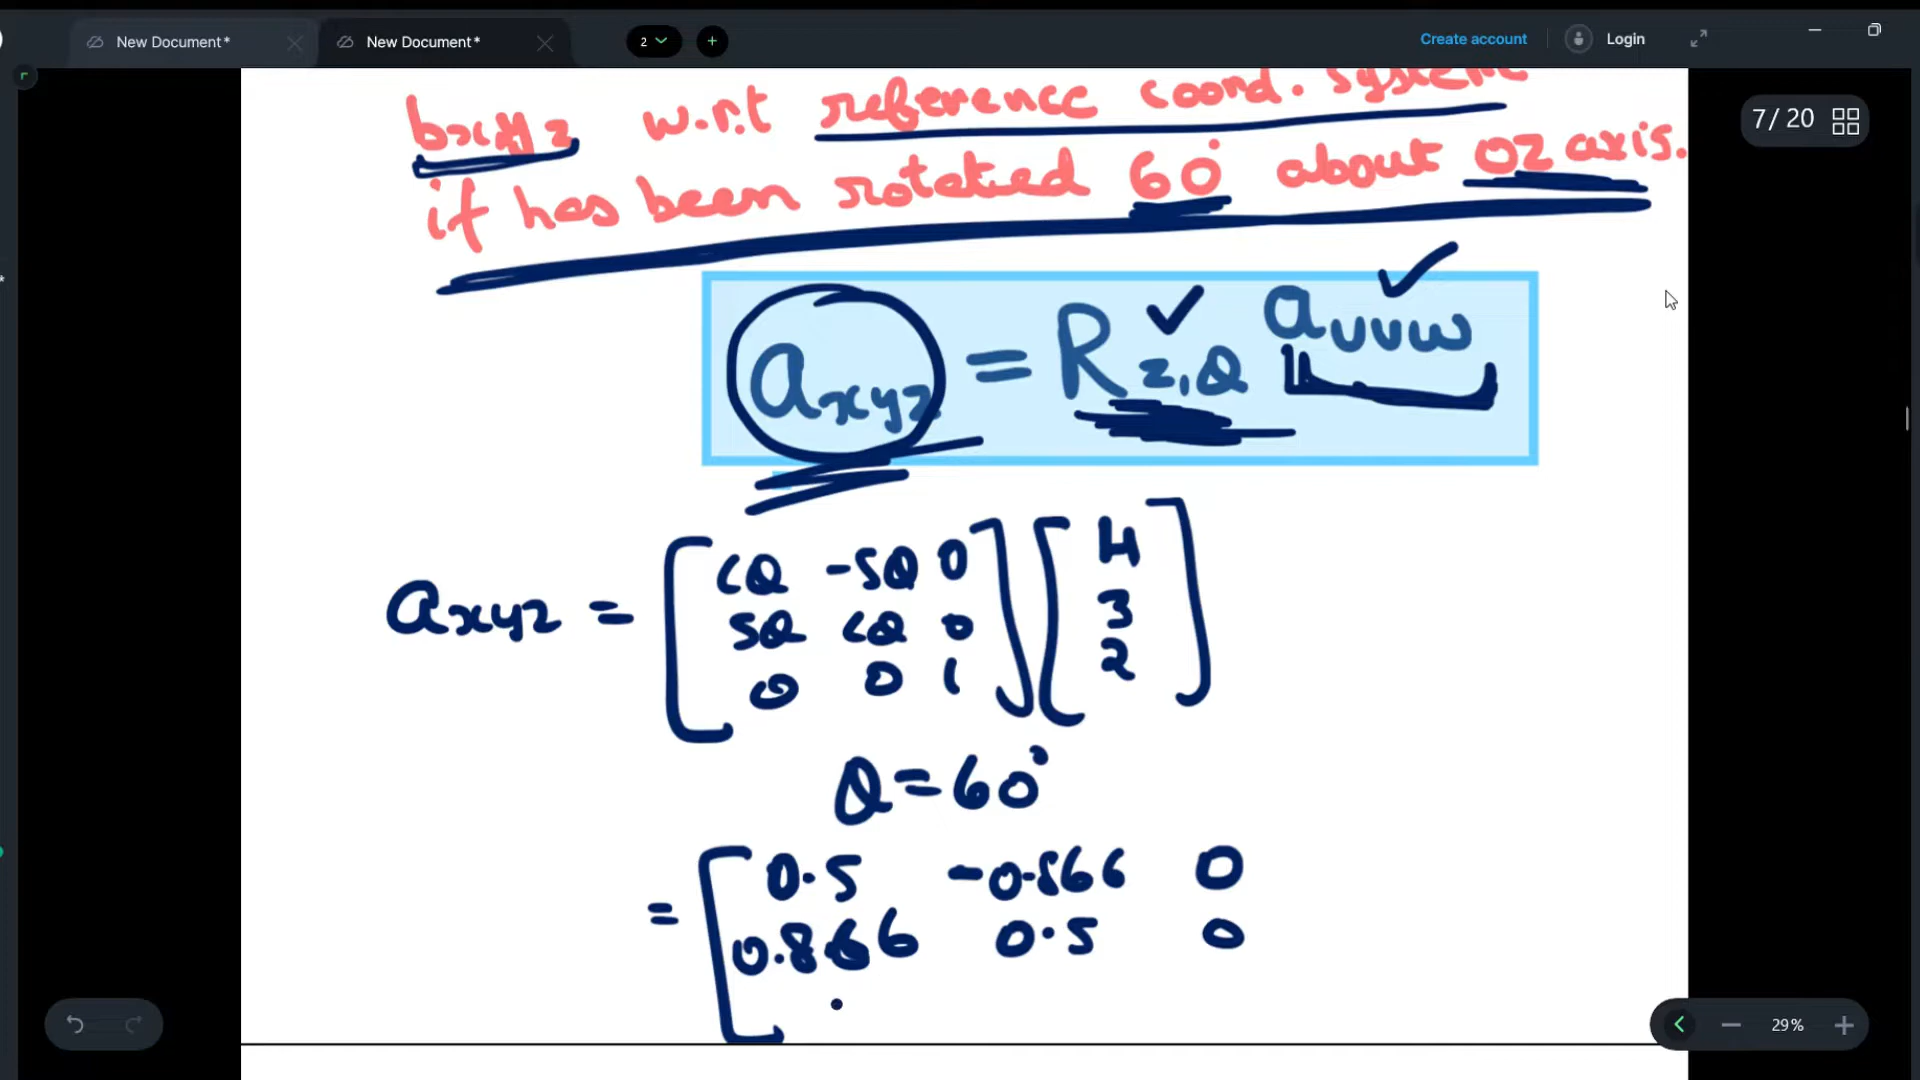 New Document* New Document* 2 Create account Login
7/ 20
bxyz w.r.t reference coord. system
if has been rotated 60° about OZ axis.
axyz = Rz,θ auvw
axyz = [Cθ -Sθ 0] [4]
Sθ Cθ 0 3
0 0 1 2
θ = 60°
= [0.5 -0.866 0
0.866 0.5 0
29%